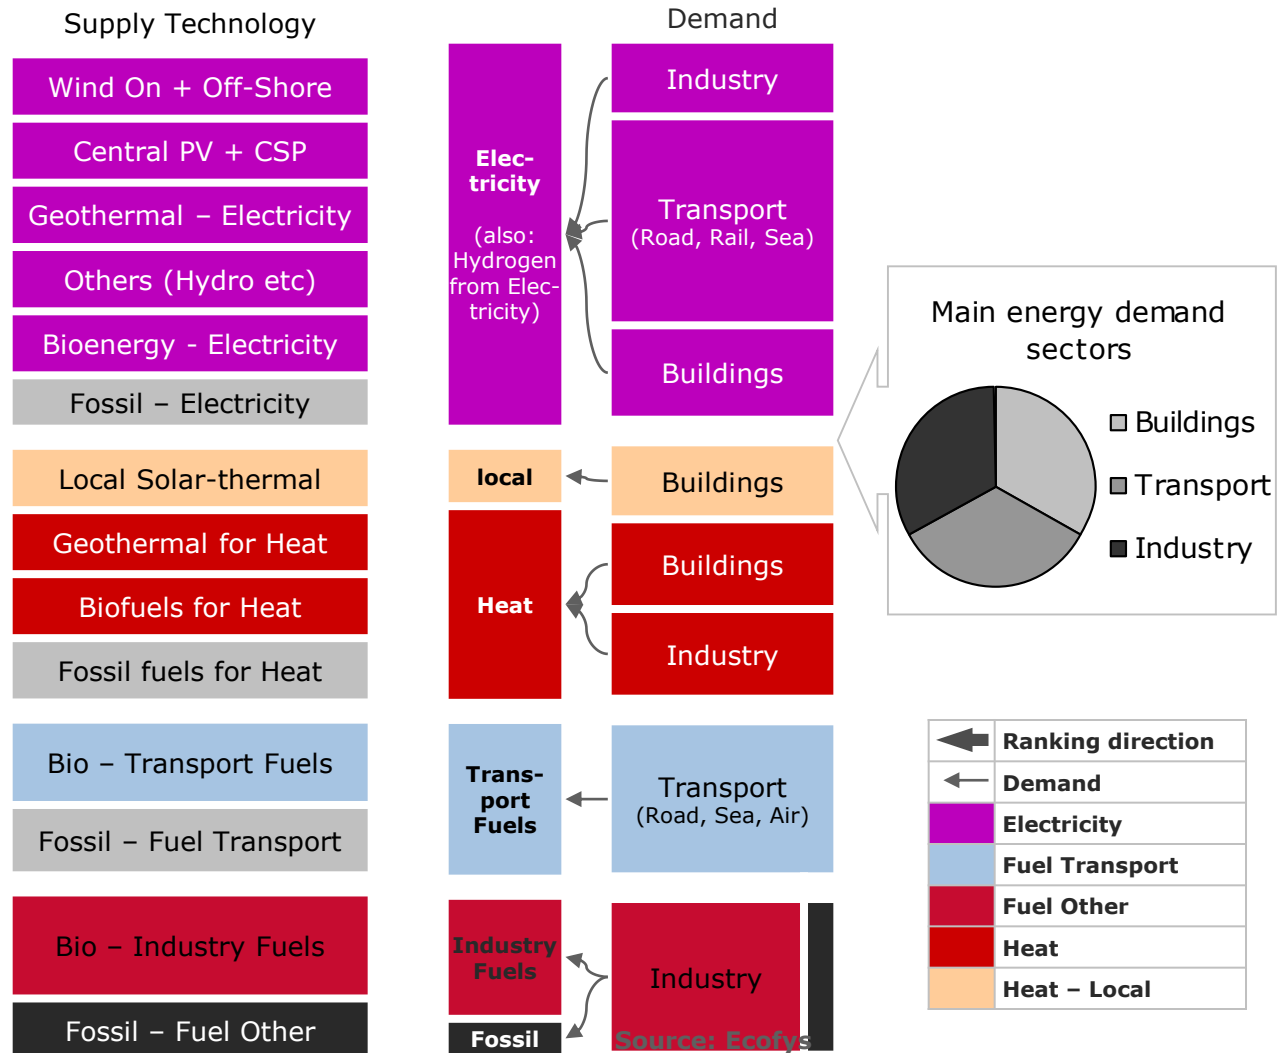 Supply Technology
Wind On + Off-Shore
Central PV + CSP
Geothermal – Electricity
Others (Hydro etc)
Bioenergy - Electricity
Fossil – Electricity
Local Solar-thermal
Geothermal for Heat
Biofuels for Heat
Fossil fuels for Heat
Bio – Transport Fuels
Fossil – Fuel Transport
Bio – Industry Fuels
Fossil – Fuel Other
Elec-
tricity
(also:
Hydrogen
from Elec-
tricity)
local
Heat
Trans-
port
Fuels
Industry
Fuels
Fossil
Demand
Industry
Transport
(Road, Rail, Sea)
Buildings
Buildings
Buildings
Industry
Transport
(Road, Sea, Air)
Industry
Source: Ecofys
Main energy demand
sectors
Buildings
Transport
Industry
Ranking direction
Demand
Electricity
Fuel Transport
Fuel Other
Heat
Heat – Local